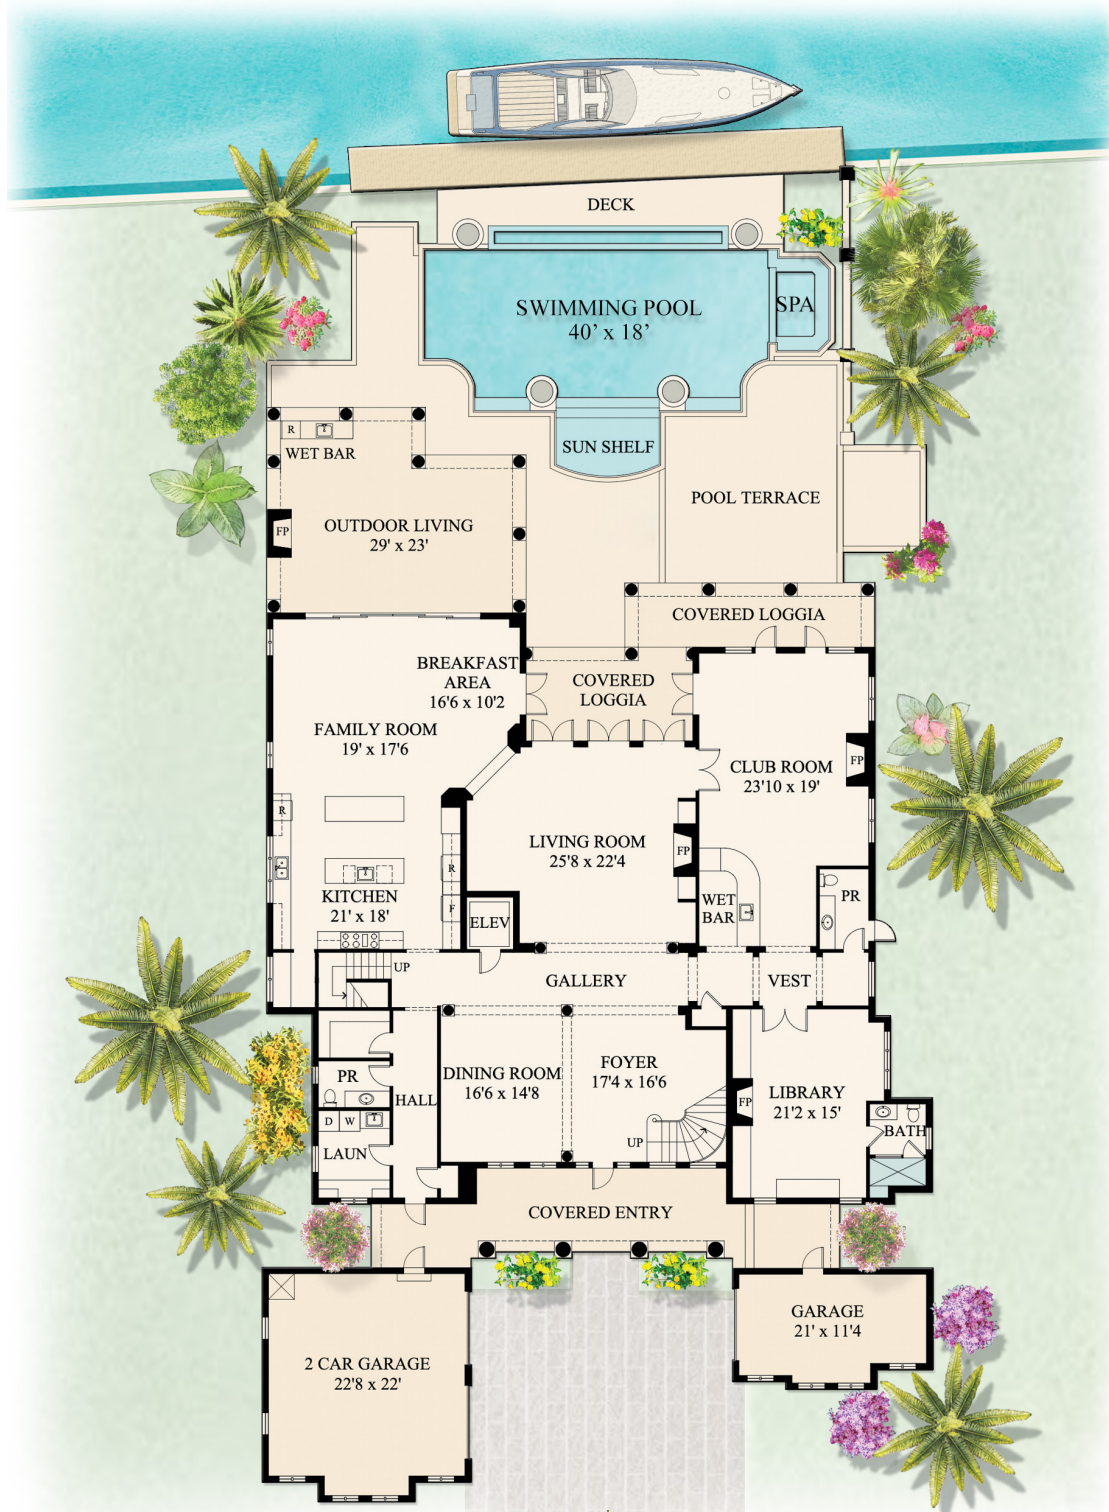 DECK
SWIMMING POOL
40’ x 18’
SPA
SUN SHELF
R
WET BAR
POOL TERRACE
FP
OUTDOOR LIVING
29' x 23'
COVERED LOGGIA
BREAKFAST
AREA
16'6 x 10'2
COVERED
LOGGIA
FAMILY ROOM
19' x 17'6
CLUB ROOM
23'10 x 19'
FP
R
LIVING ROOM
25'8 x 22'4
FP
R
KITCHEN
21' x 18'
F
ELEV
WET
BAR
PR
UP
GALLERY
VEST
PR
HALL
DINING ROOM
16'6 x 14'8
FOYER
17'4 x 16'6
UP
FP
LIBRARY
21'2 x 15'
BATH
D
W
LAUN
COVERED ENTRY
GARAGE
21' x 11'4
2 CAR GARAGE
22'8 x 22'